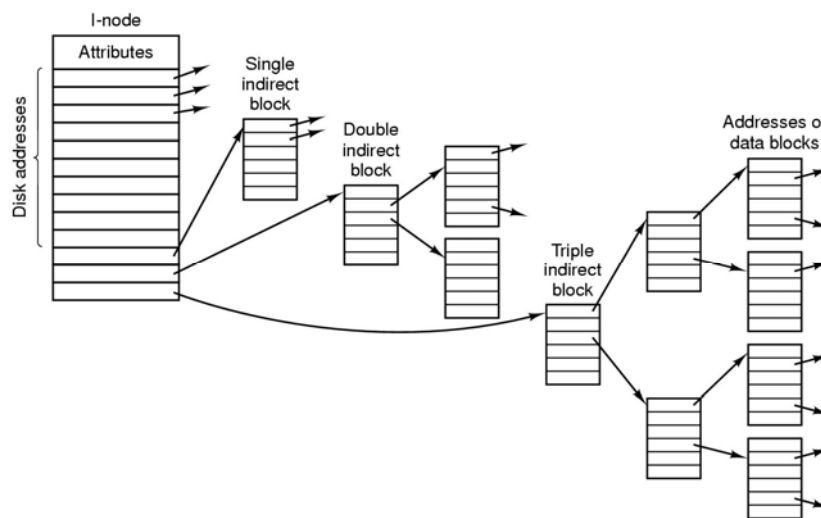 I-node
Attributes
Disk addresses
Single
indirect
block
Double
indirect
block
Triple
indirect
block
Addresses o
data blocks